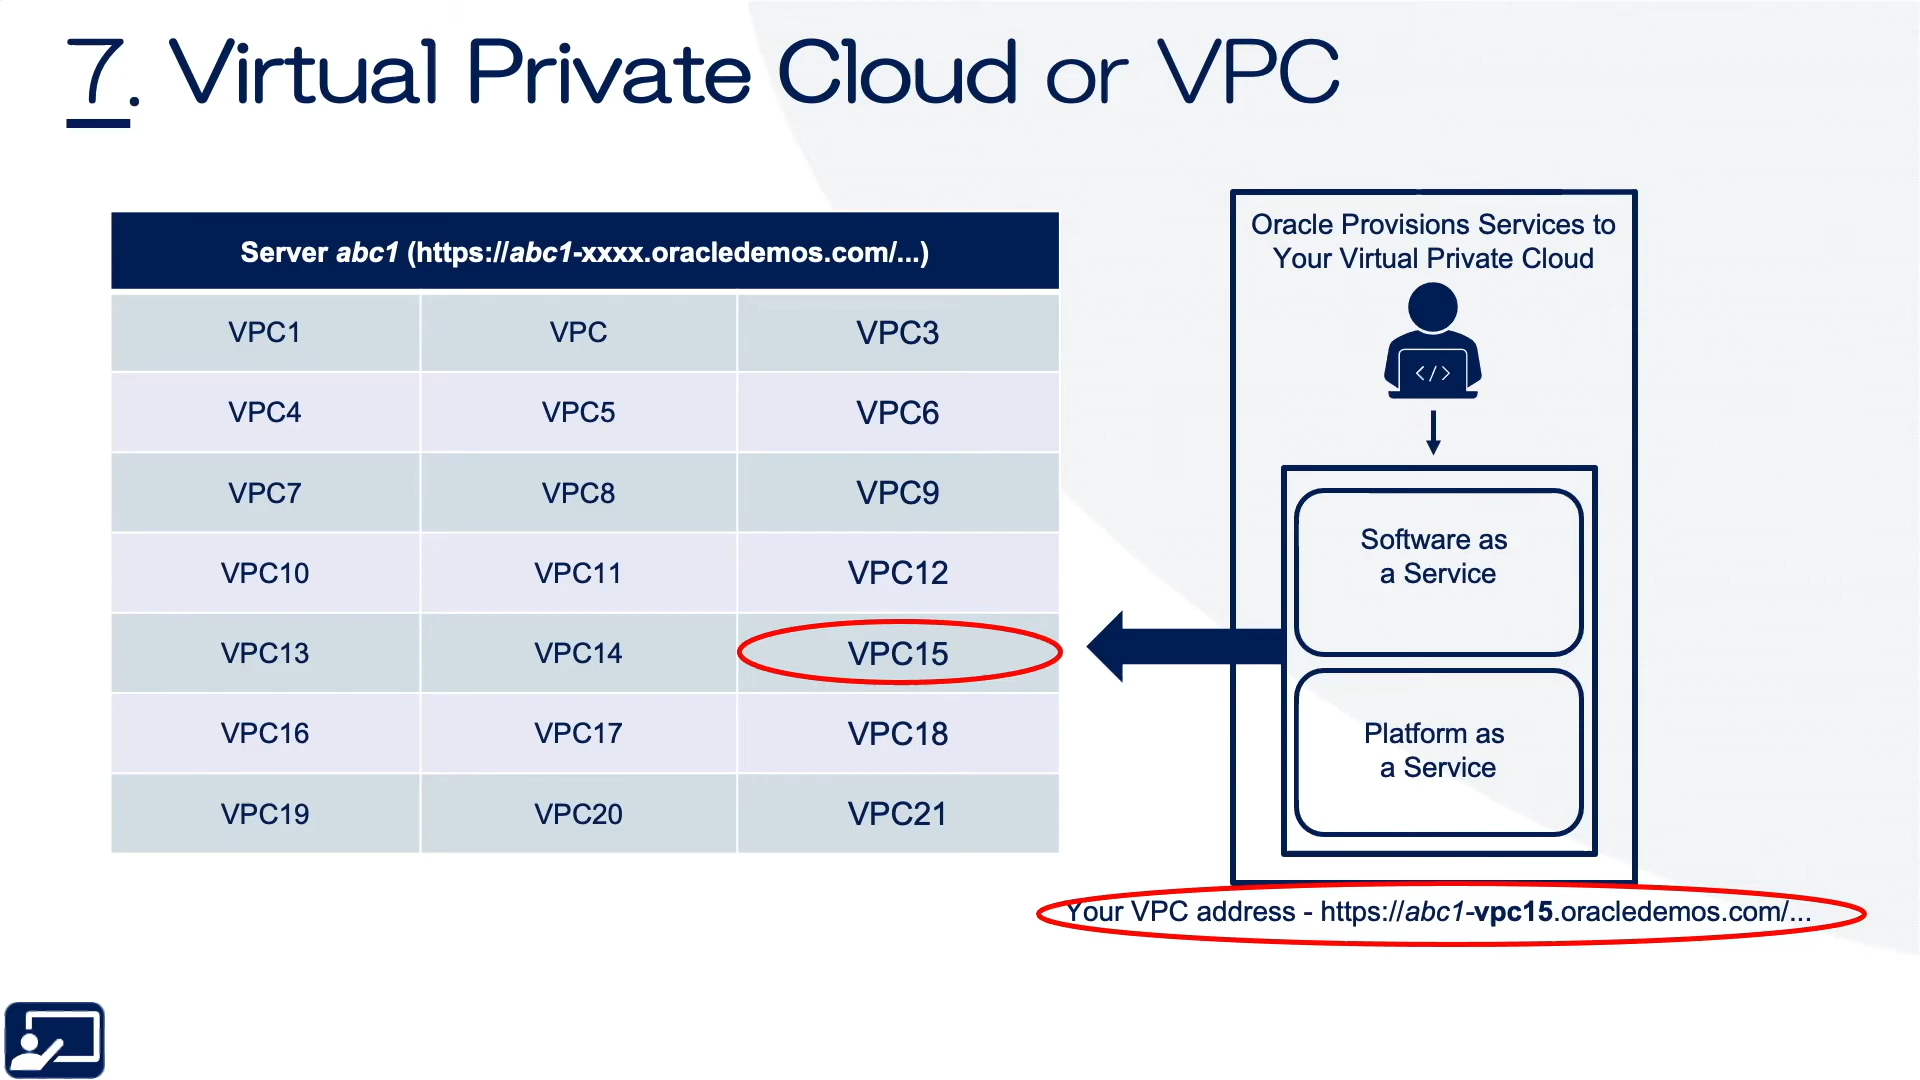 7. Virtual Private Cloud or VPC
Server abc1 (https://abc1-xxxx.oracledemos.com/...)
VPC1 VPC VPC3
VPC4 VPC5 VPC6
VPC7 VPC8 VPC9
VPC10 VPC11 VPC12
VPC13 VPC14 VPC15
VPC16 VPC17 VPC18
VPC19 VPC20 VPC21
Oracle Provisions Services to
Your Virtual Private Cloud
</>
Software as
a Service
Platform as
a Service
Your VPC address - https://abc1-vpc15.oracledemos.com/...